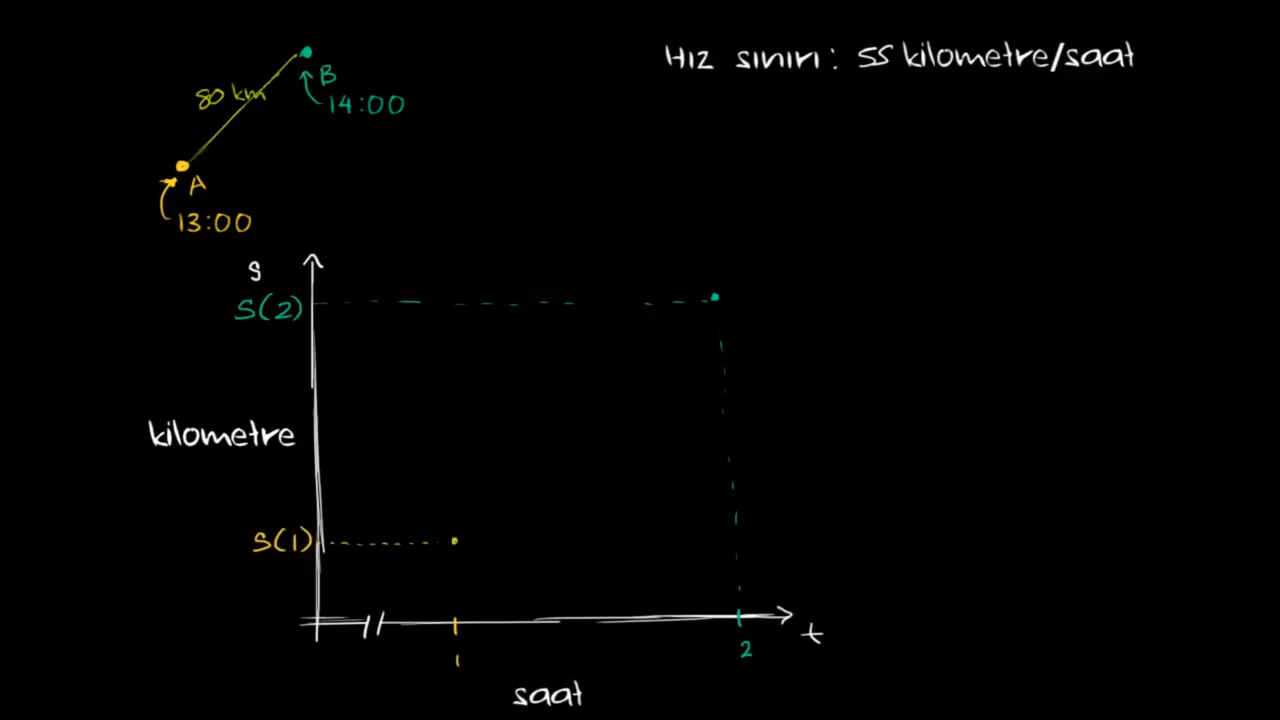 Hız sınırı: 55 kilometre/saat
B
80 km
14:00
A
13:00
s
S(2)
kilometre
S(1)
t
1
2
saat